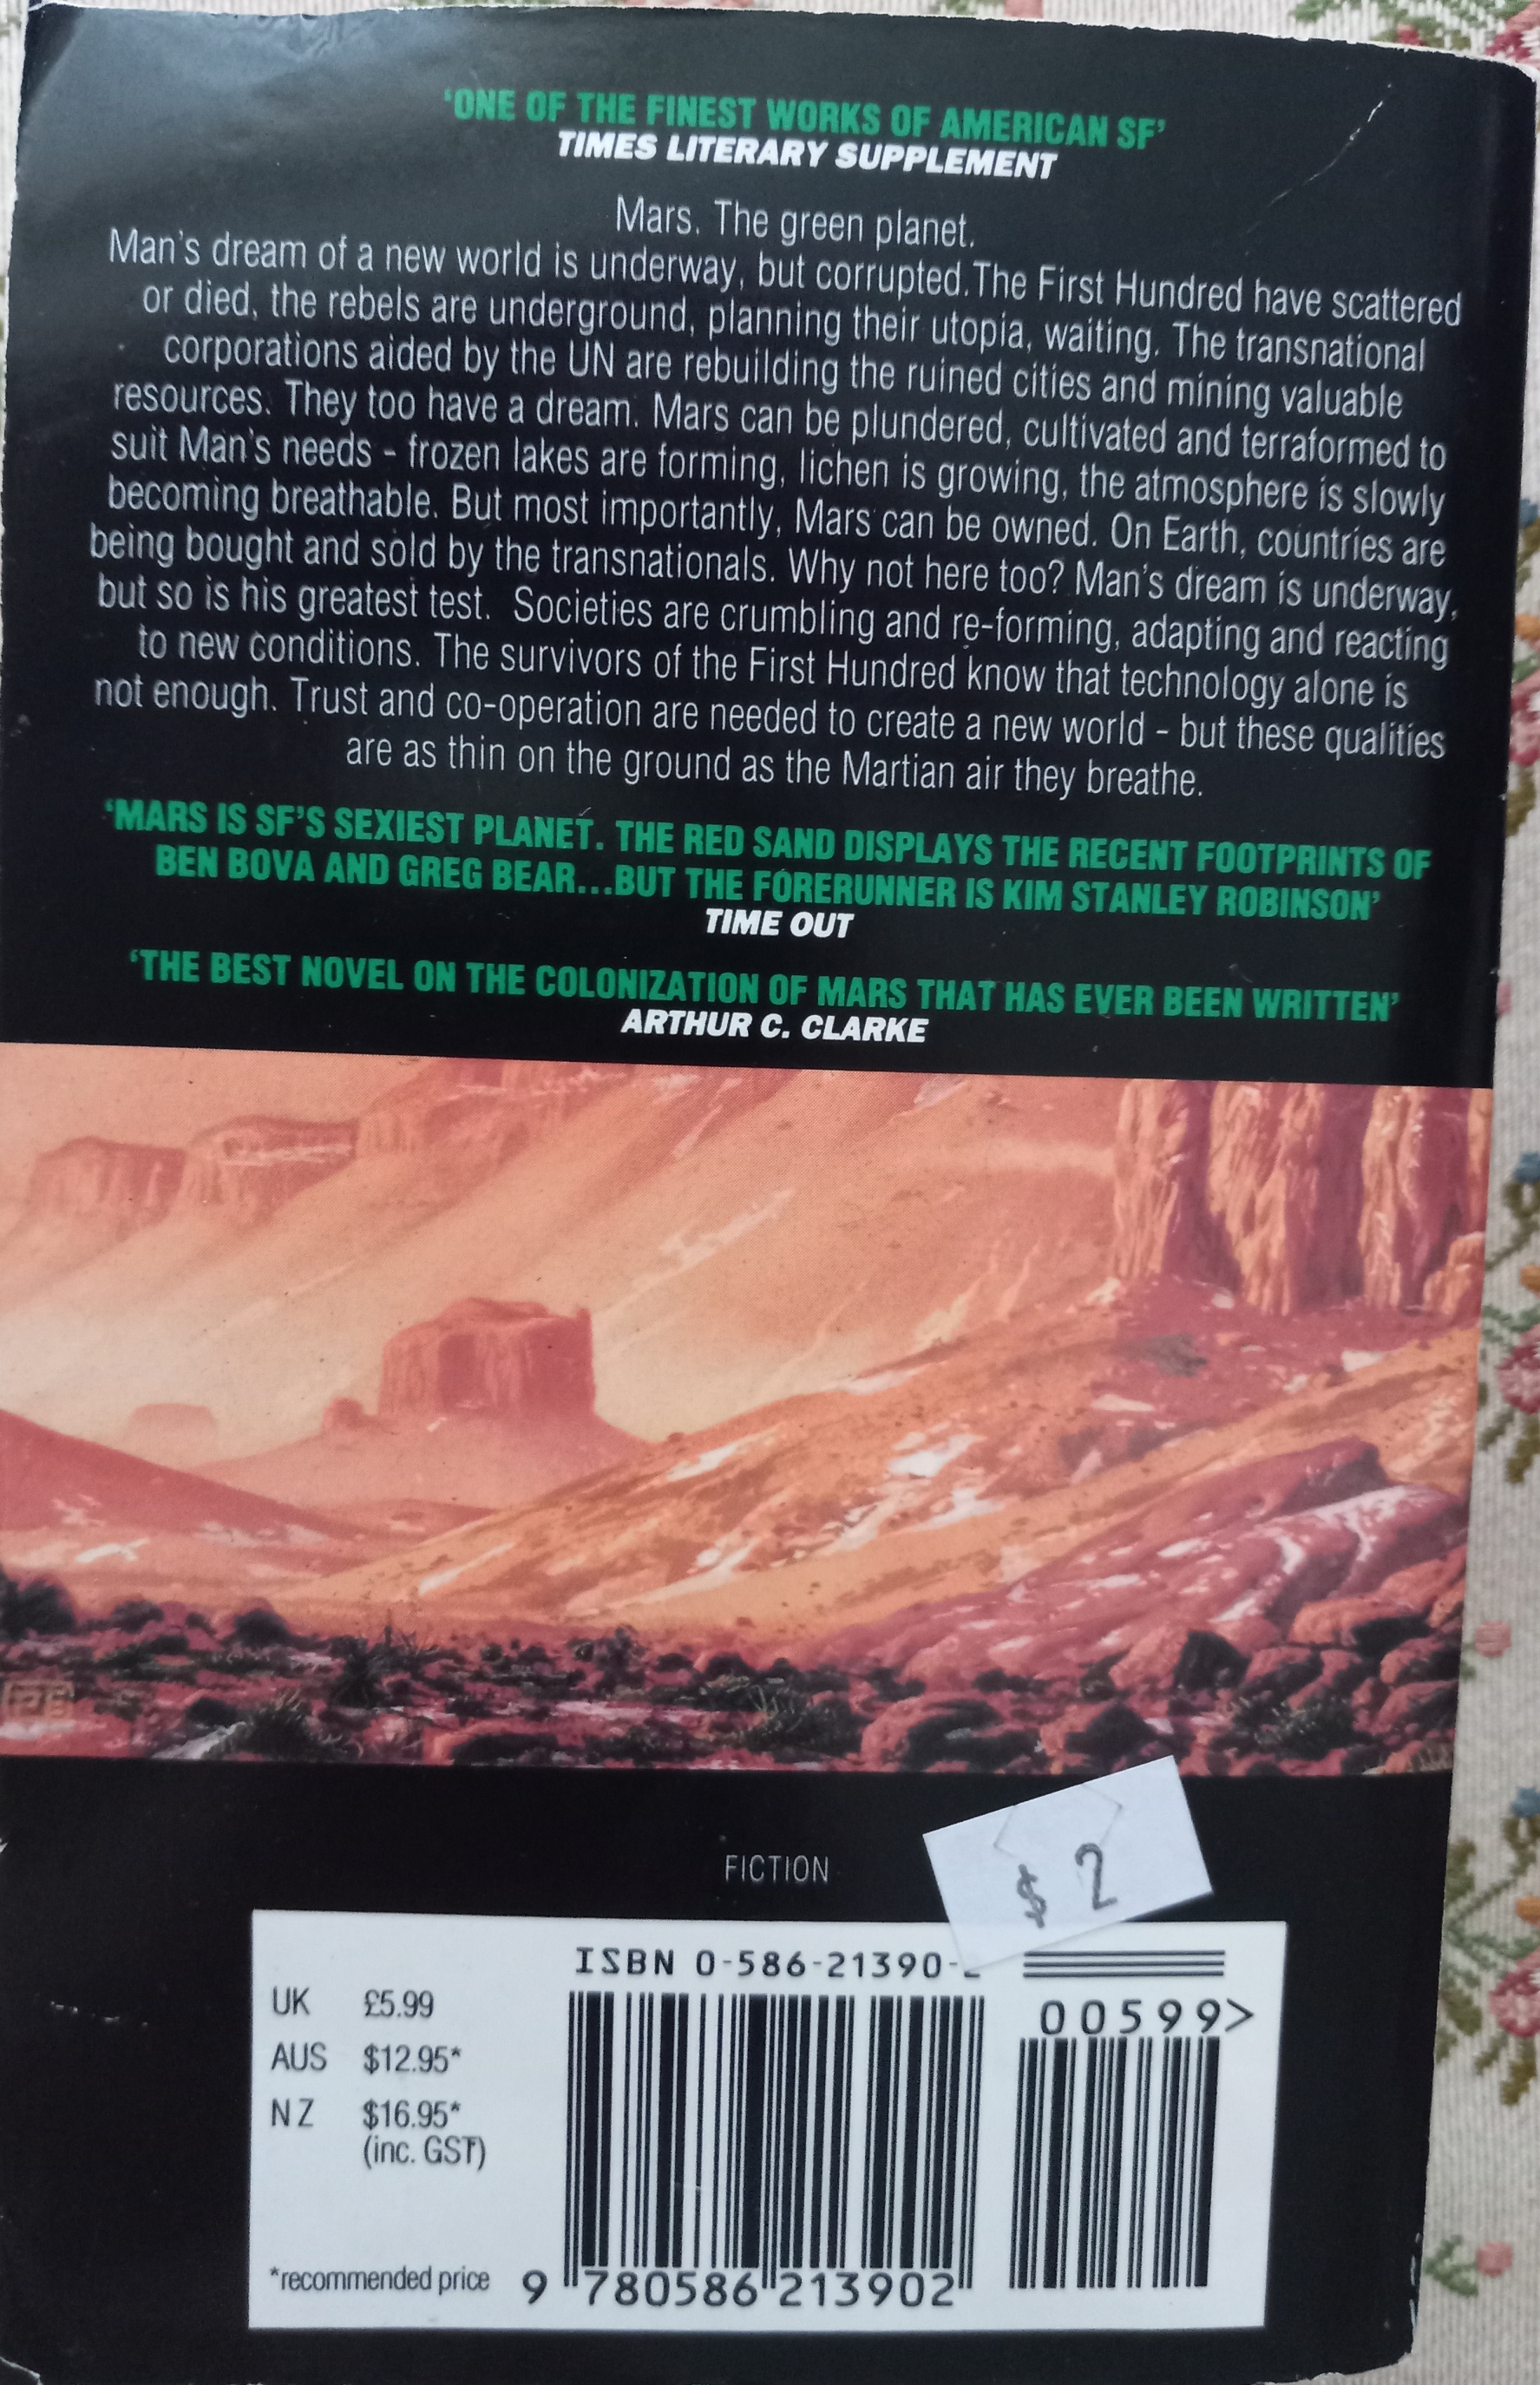 ‘ONE OF THE FINEST WORKS OF AMERICAN SF’
TIMES LITERARY SUPPLEMENT
Mars. The green planet.
Man’s dream of a new world is underway, but corrupted.The First Hundred have scattered
or died, the rebels are underground, planning their utopia, waiting. The transnational
corporations aided by the UN are rebuilding the ruined cities and mining valuable
resources. They too have a dream. Mars can be plundered, cultivated and terraformed to
suit Man’s needs - frozen lakes are forming, lichen is growing, the atmosphere is slowly
becoming breathable. But most importantly, Mars can be owned. On Earth, countries are
being bought and sold by the transnationals. Why not here too? Man’s dream is underway,
but so is his greatest test. Societies are crumbling and re-forming, adapting and reacting
to new conditions. The survivors of the First Hundred know that technology alone is
not enough. Trust and co-operation are needed to create a new world - but these qualities
are as thin on the ground as the Martian air they breathe.
‘MARS IS SF’S SEXIEST PLANET. THE RED SAND DISPLAYS THE RECENT FOOTPRINTS OF
BEN BOVA AND GREG BEAR...BUT THE FORERUNNER IS KIM STANLEY ROBINSON’
TIME OUT
‘THE BEST NOVEL ON THE COLONIZATION OF MARS THAT HAS EVER BEEN WRITTEN’
ARTHUR C. CLARKE
$ 2
FICTION
ISBN 0-586-21390-
00599>
UK £5.99
AUS $12.95*
NZ $16.95*
(inc. GST)
*recommended price
9 780586 213902